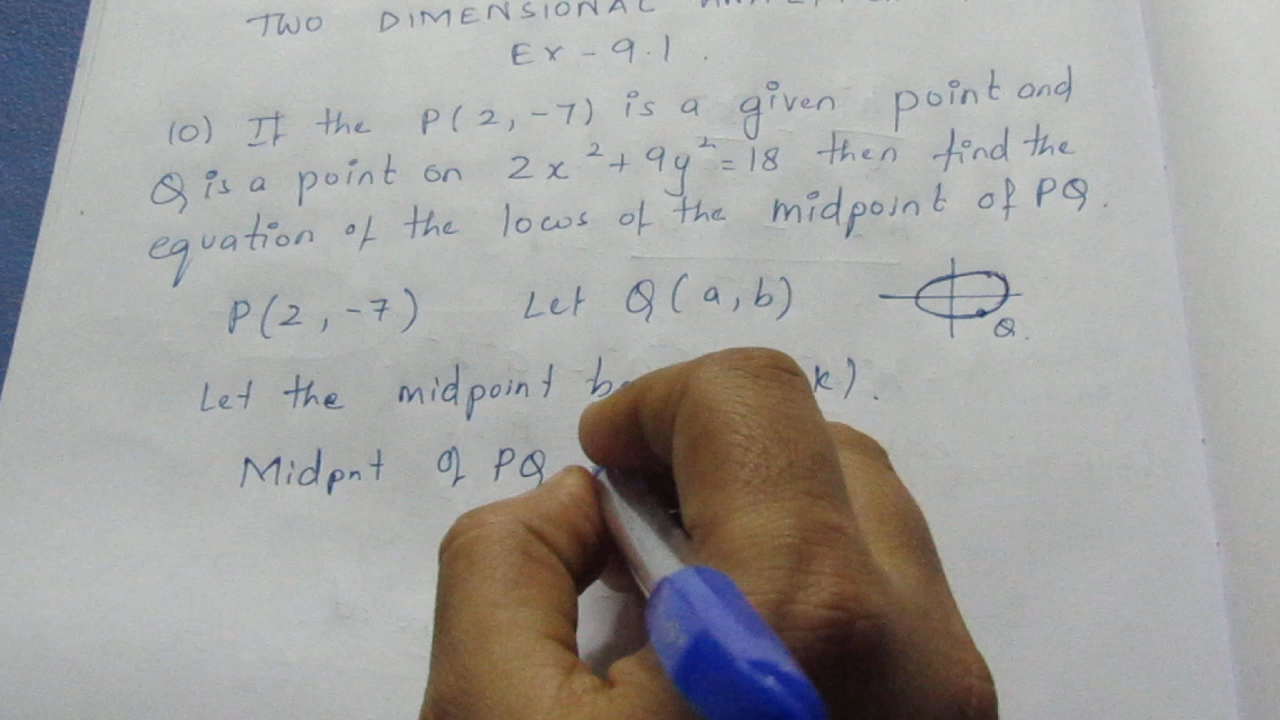 TWO DIMENSIONAL
Ex - 9.1.
10) If the P(2, -7) is a given point and
Q is a point on 2x² + 9y² = 18 then find the
equation of the locus of the midpoint of PQ.
P(2, -7) Let Q(a, b)
Q.
Let the midpoint k).
Midpnt of PQ